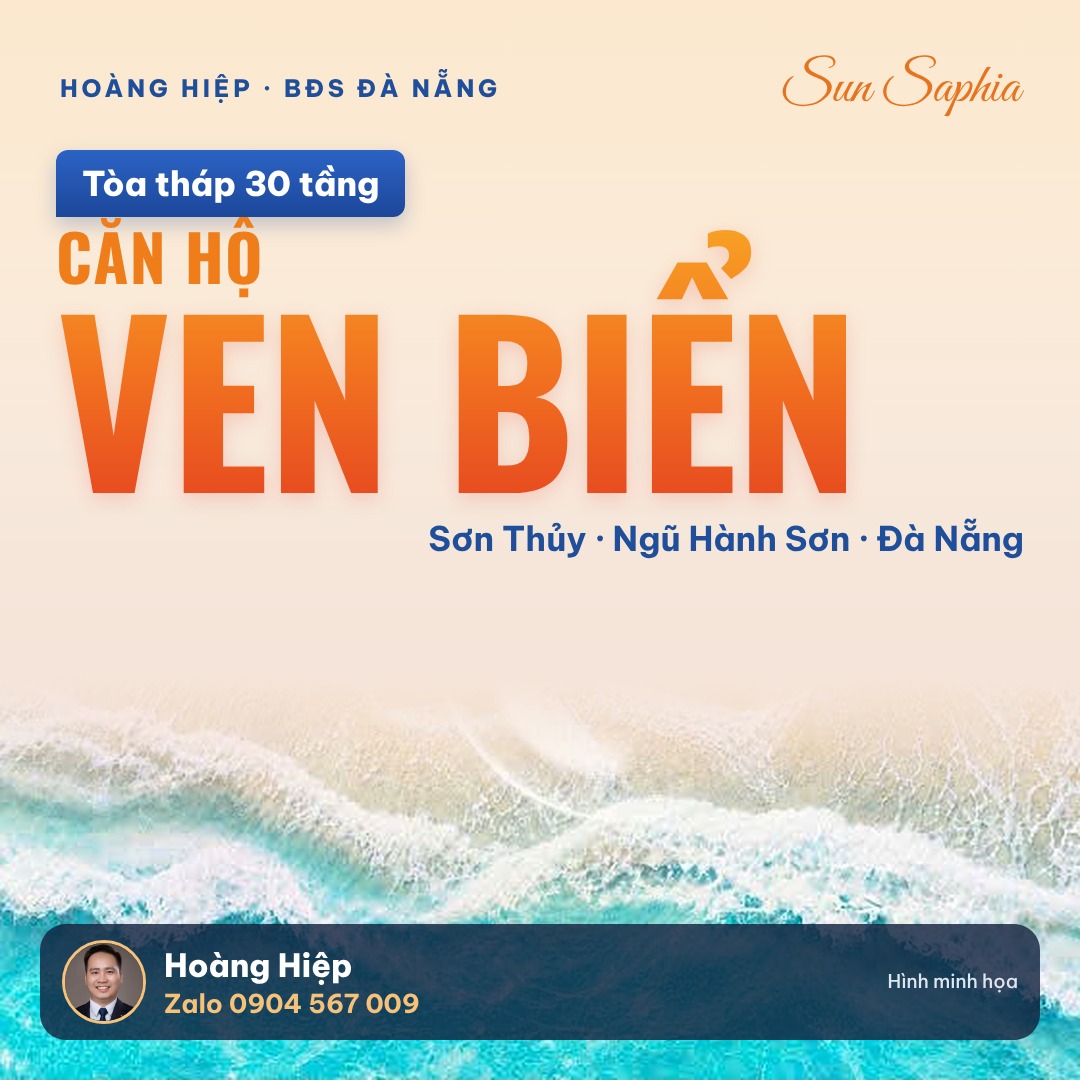 HOÀNG HIỆP · BĐS ĐÀ NẴNG
Sun Saphia
Tòa tháp 30 tầng
CĂN HỘ
VEN BIỂN
Sơn Thủy · Ngũ Hành Sơn · Đà Nẵng
Hoàng Hiệp
Zalo 0904 567 009
Hình minh họa